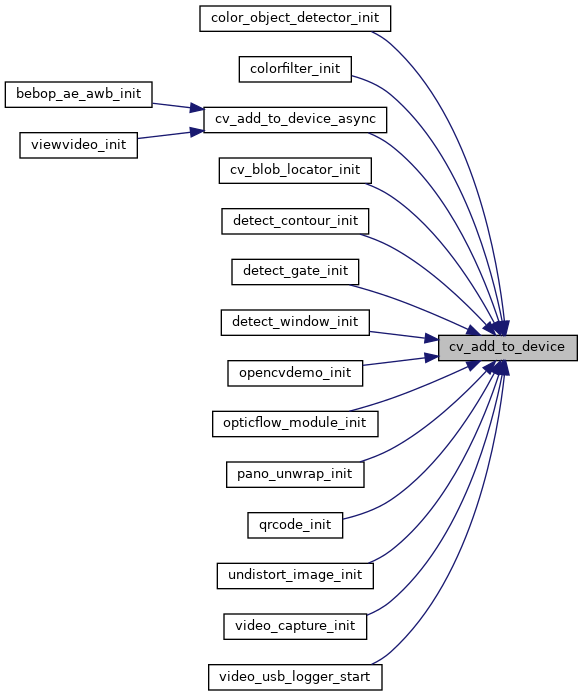 color_object_detector_init
colorfilter_init
bebop_ae_awb_init
cv_add_to_device_async
viewvideo_init
cv_blob_locator_init
detect_contour_init
detect_gate_init
detect_window_init
cv_add_to_device
opencvdemo_init
opticflow_module_init
pano_unwrap_init
qrcode_init
undistort_image_init
video_capture_init
video_usb_logger_start